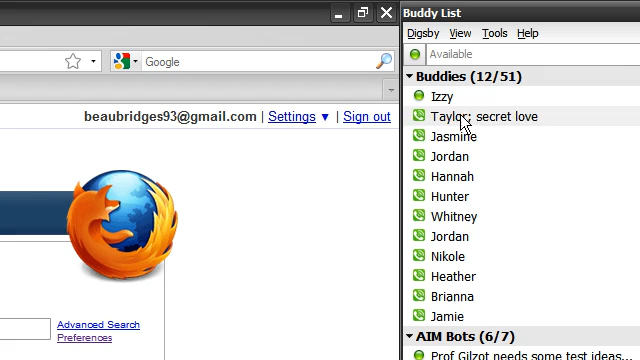 Buddy List
Digsby View Tools Help
Available
Google
Buddies (12/51)
Izzy
beaubridges93@gmail.com | Settings ▼ | Sign out
Taylor: secret love
Jasmine
Jordan
Hannah
Hunter
Whitney
Jordan
Nikole
Heather
Brianna
Jamie
Advanced Search
Preferences
AIM Bots (6/7)
Prof Gilzot needs some test ideas...